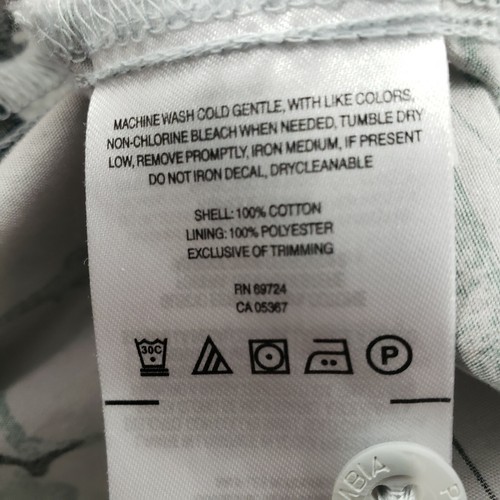 MACHINE WASH COLD GENTLE, WITH LIKE COLORS,
NON-CHLORINE BLEACH WHEN NEEDED, TUMBLE DRY
LOW, REMOVE PROMPTLY, IRON MEDIUM, IF PRESENT
DO NOT IRON DECAL, DRYCLEANABLE
SHELL: 100% COTTON
LINING: 100% POLYESTER
EXCLUSIVE OF TRIMMING
RN 69724
CA 05367
30C
P
MBIA